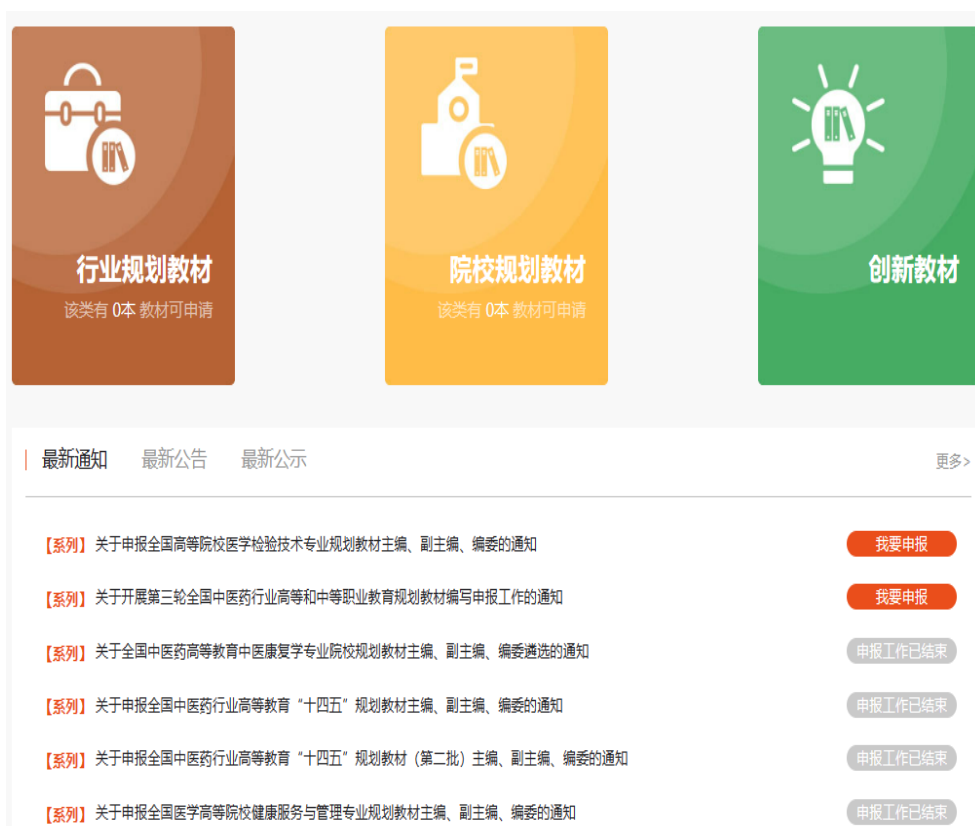 行业规划教材
该类有 0本 教材可申请
院校规划教材
该类有 0本 教材可申请
创新教材
最新通知 最新公告 最新公示 更多>
【系列】关于申报全国高等院校医学检验技术专业规划教材主编、副主编、编委的通知 我要申报
【系列】关于开展第三轮全国中医药行业高等和中等职业教育规划教材编写申报工作的通知 我要申报
【系列】关于全国中医药高等教育中医康复学专业院校规划教材主编、副主编、编委遴选的通知 申报工作已结束
【系列】关于申报全国中医药行业高等教育“十四五”规划教材主编、副主编、编委的通知 申报工作已结束
【系列】关于申报全国中医药行业高等教育“十四五”规划教材（第二批）主编、副主编、编委的通知 申报工作已结束
【系列】关于申报全国医学高等院校健康服务与管理专业规划教材主编、副主编、编委的通知 申报工作已结束